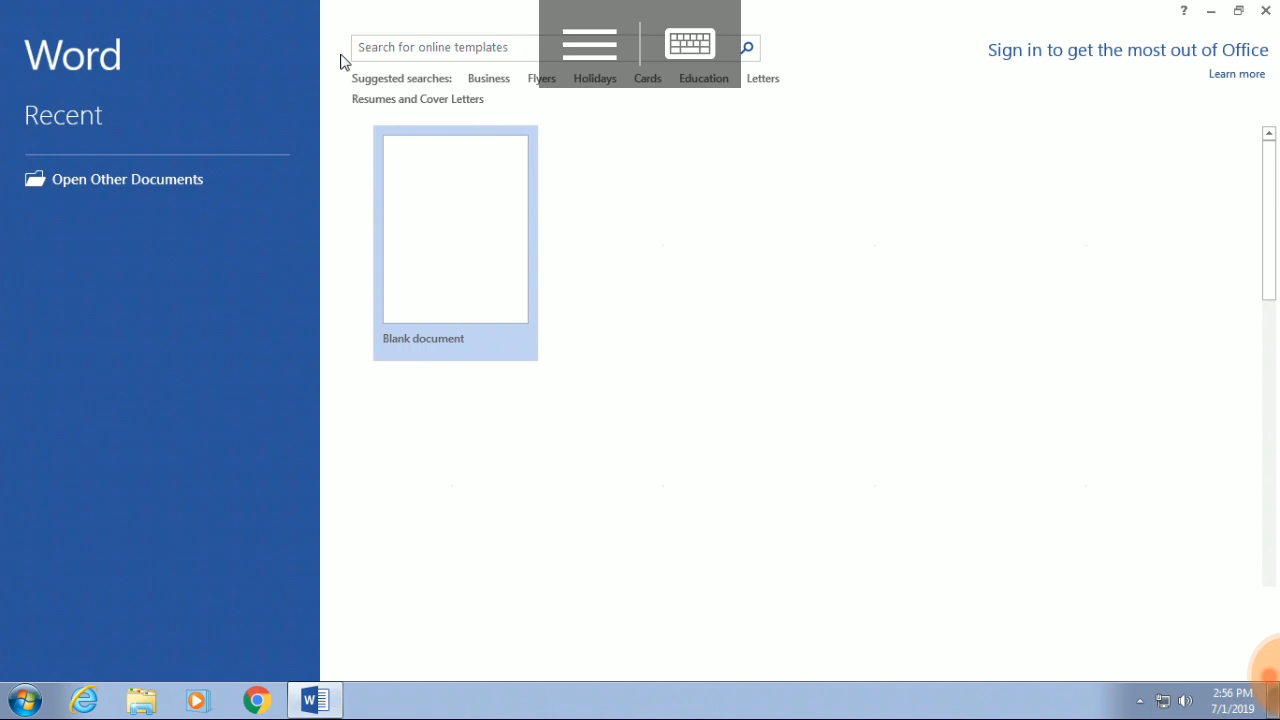 Word
Recent
Open Other Documents
Search for online templates
Suggested searches: Business Flyers Holidays Cards Education Letters
Resumes and Cover Letters
Sign in to get the most out of Office
Learn more
Blank document
2:56 PM
7/1/2019